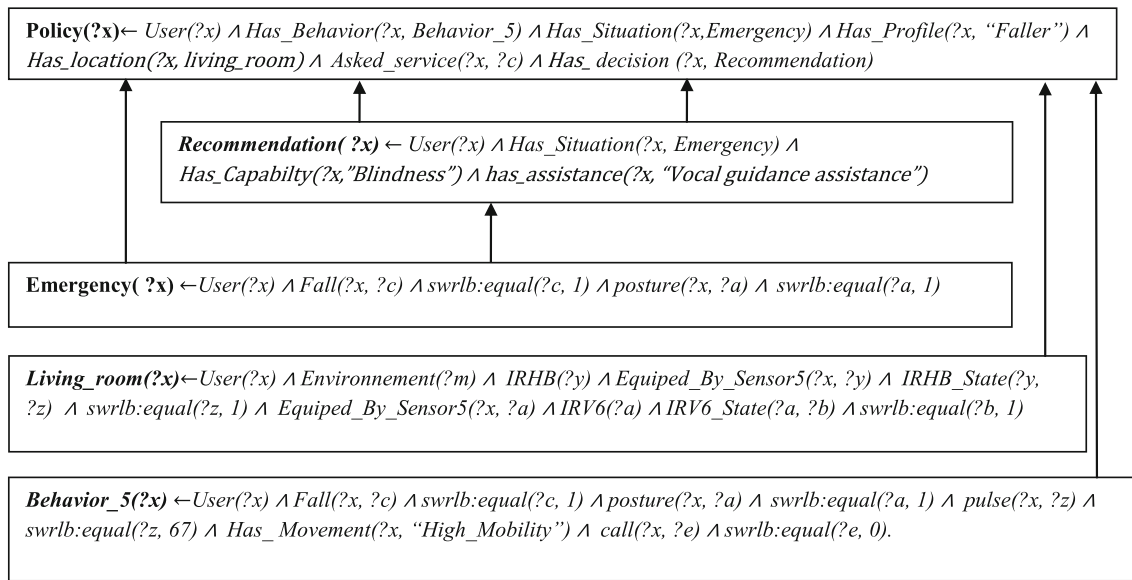 Policy(?x)← User(?x) ∧ Has_Behavior(?x, Behavior_5) ∧ Has_Situation(?x,Emergency) ∧ Has_Profile(?x, “Faller”) ∧
Has_location(?x, living_room) ∧ Asked_service(?x, ?c) ∧ Has_ decision (?x, Recommendation)
Recommendation( ?x) ← User(?x) ∧ Has_Situation(?x, Emergency) ∧
Has_Capabilty(?x,”Blindness”) ∧ has_assistance(?x, “Vocal guidance assistance”)
Emergency( ?x) ←User(?x) ∧ Fall(?x, ?c) ∧ swrlb:equal(?c, 1) ∧ posture(?x, ?a) ∧ swrlb:equal(?a, 1)
Living_room(?x)←User(?x) ∧ Environnement(?m) ∧ IRHB(?y) ∧ Equiped_By_Sensor5(?x, ?y) ∧ IRHB_State(?y,
?z) ∧ swrlb:equal(?z, 1) ∧ Equiped_By_Sensor5(?x, ?a) ∧ IRV6(?a) ∧ IRV6_State(?a, ?b) ∧ swrlb:equal(?b, 1)
Behavior_5(?x) ←User(?x) ∧ Fall(?x, ?c) ∧ swrlb:equal(?c, 1) ∧ posture(?x, ?a) ∧ swrlb:equal(?a, 1) ∧ pulse(?x, ?z) ∧
swrlb:equal(?z, 67) ∧ Has_ Movement(?x, “High_Mobility”) ∧ call(?x, ?e) ∧ swrlb:equal(?e, 0).